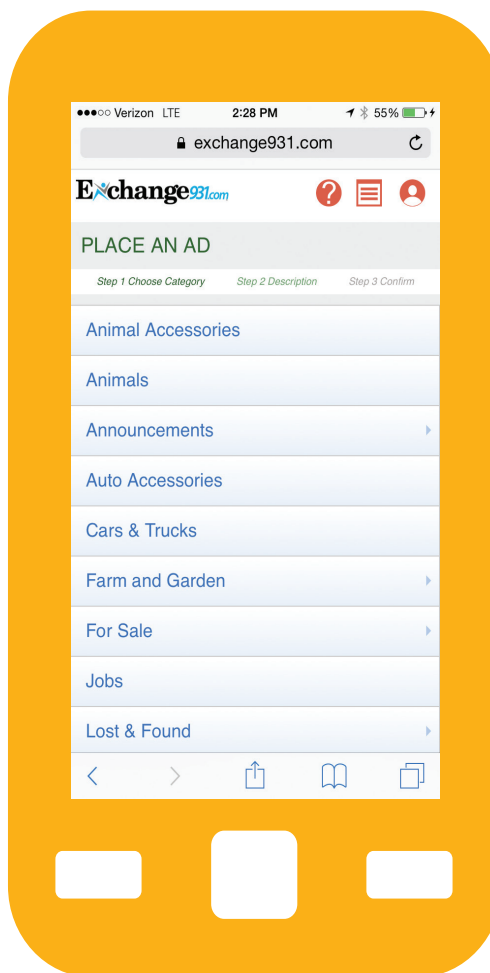 Verizon LTE 2:28 PM 55%
exchange931.com
Exchange931.com
PLACE AN AD
Step 1 Choose Category Step 2 Description Step 3 Confirm
Animal Accessories
Animals
Announcements
Auto Accessories
Cars & Trucks
Farm and Garden
For Sale
Jobs
Lost & Found